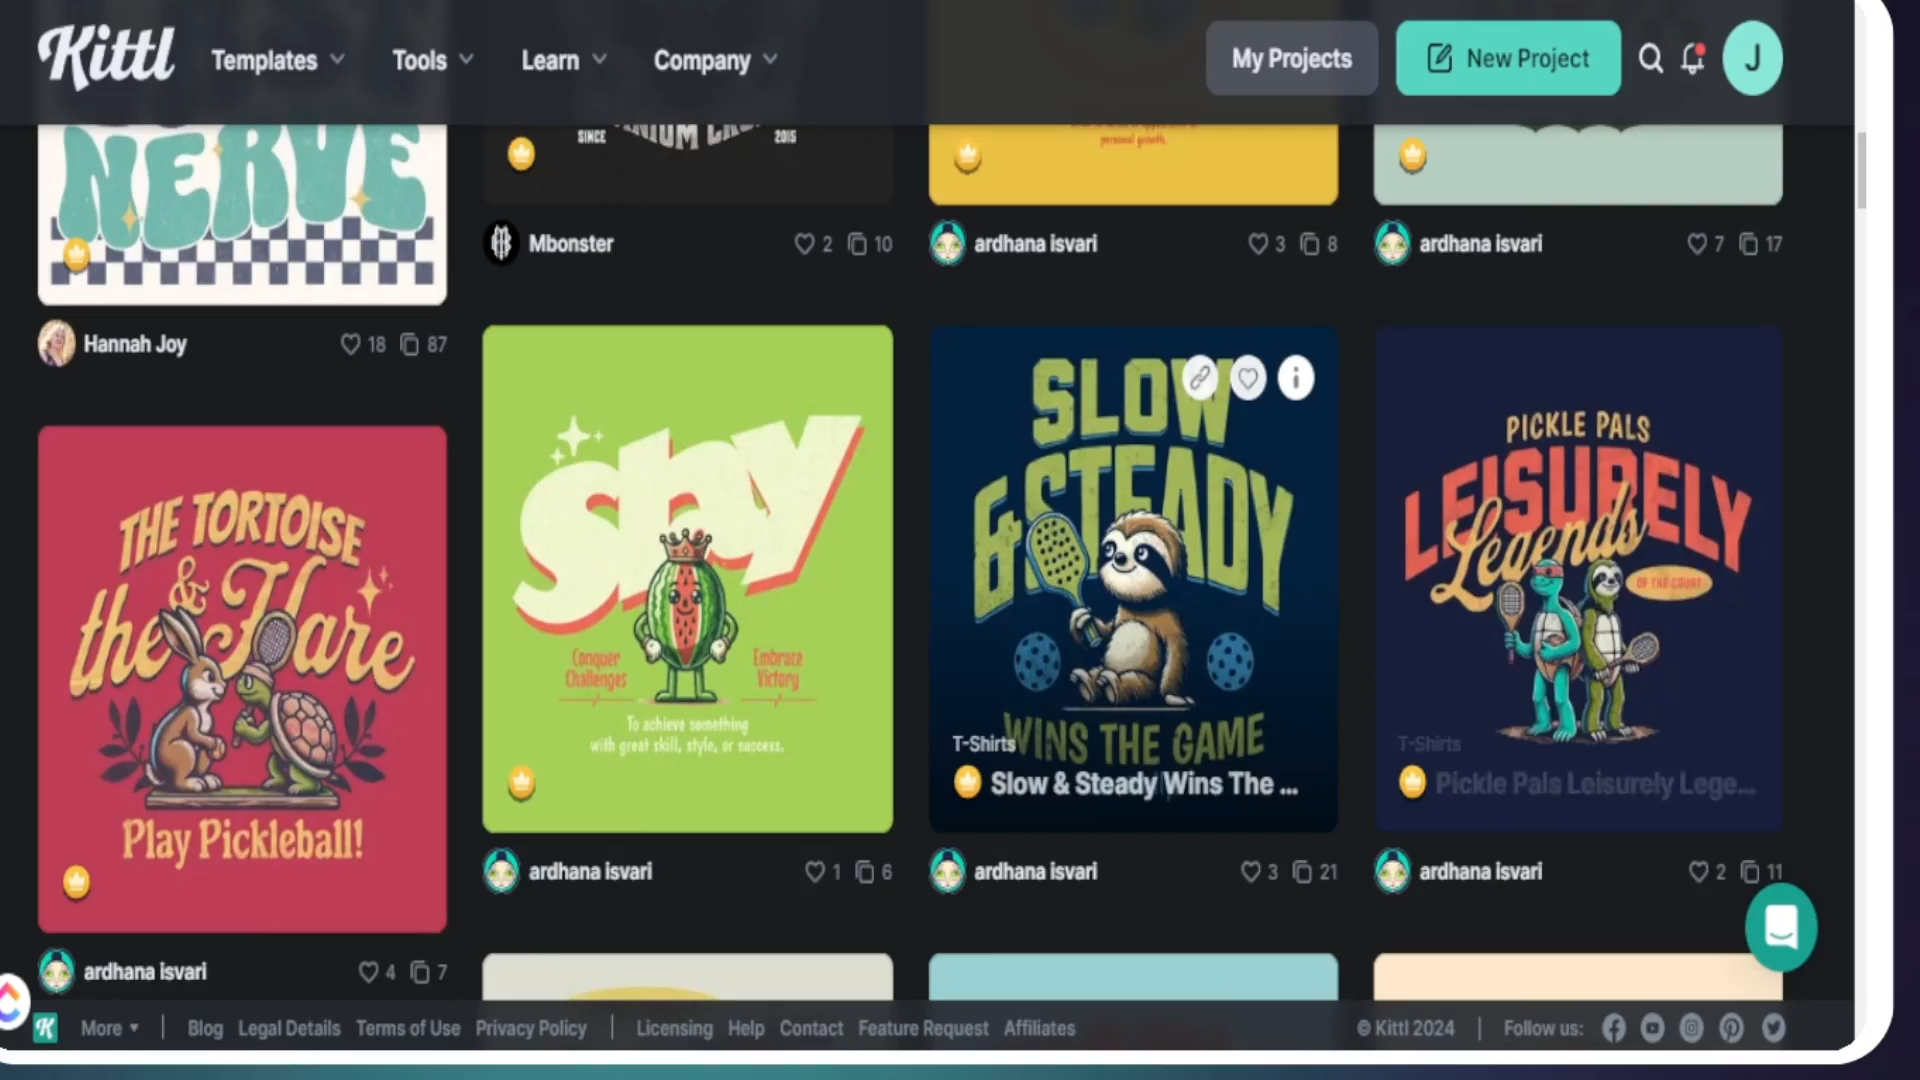 Kittl
Templates
Tools
Learn
Company
My Projects
New Project
J
NERVE
SINCE
2015
personal growth.
Mbonster
2
10
ardhana isvari
3
8
ardhana isvari
7
17
Hannah Joy
18
87
THE TORTOISE
&
the Hare
Play Pickleball!
ardhana isvari
4
7
Slay
Conquer
Challenges
Embrace
Victory
To achieve something
with great skill, style, or success.
ardhana isvari
1
6
SLOW
& STEADY
WINS THE GAME
T-Shirts
Slow & Steady Wins The ...
ardhana isvari
3
21
PICKLE PALS
LEISURELY
Legends
OF THE COURT
T-Shirts
Pickle Pals Leisurely Lege...
ardhana isvari
2
11
K
More
Blog
Legal Details
Terms of Use
Privacy Policy
Licensing
Help
Contact
Feature Request
Affiliates
© Kittl 2024
Follow us: